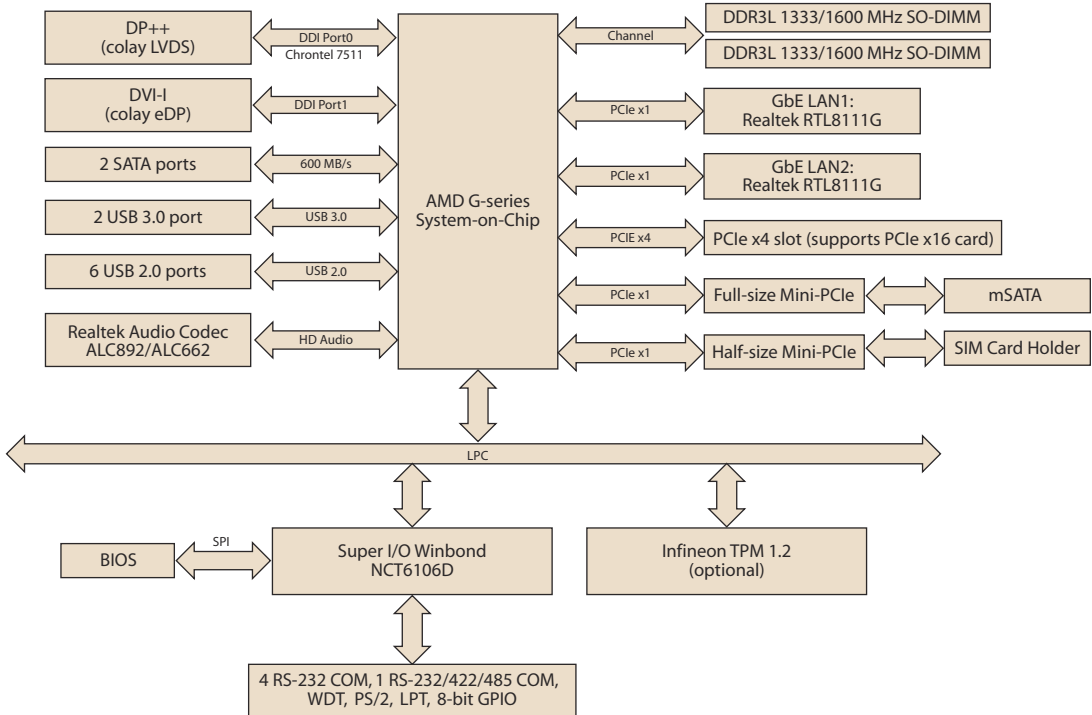 DP++
(colay LVDS)
DDI Port0
Chrontel 7511
DVI-I
(colay eDP)
DDI Port1
2 SATA ports
600 MB/s
2 USB 3.0 port
USB 3.0
6 USB 2.0 ports
USB 2.0
Realtek Audio Codec
ALC892/ALC662
HD Audio
AMD G-series
System-on-Chip
Channel
DDR3L 1333/1600 MHz SO-DIMM
DDR3L 1333/1600 MHz SO-DIMM
PCIe x1
GbE LAN1:
Realtek RTL8111G
PCIe x1
GbE LAN2:
Realtek RTL8111G
PCIE x4
PCIe x4 slot (supports PCIe x16 card)
PCIe x1
Full-size Mini-PCIe
mSATA
PCIe x1
Half-size Mini-PCIe
SIM Card Holder
LPC
BIOS
SPI
Super I/O Winbond
NCT6106D
Infineon TPM 1.2
(optional)
4 RS-232 COM, 1 RS-232/422/485 COM,
WDT, PS/2, LPT, 8-bit GPIO